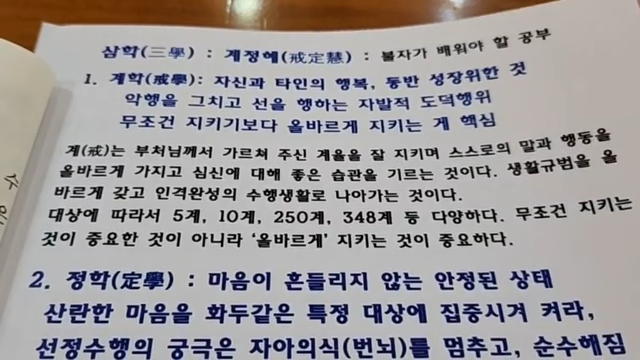 삼학(三學) : 계정혜(戒定慧) : 불자가 배워야 할 공부
1. 계학(戒學): 자신과 타인의 행복, 동반 성장위한 것
악행을 그치고 선을 행하는 자발적 도덕행위
무조건 지키기보다 올바르게 지키는 게 핵심
계(戒)는 부처님께서 가르쳐 주신 계율을 잘 지키며 스스로의 말과 행동을
올바르게 가지고 심신에 대해 좋은 습관을 기르는 것이다. 생활규범을 올
바르게 갖고 인격완성의 수행생활로 나아가는 것이다.
대상에 따라서 5계, 10계, 250계, 348계 등 다양하다. 무조건 지키는
것이 중요한 것이 아니라 '올바르게' 지키는 것이 중요하다.
2. 정학(定學) : 마음이 흔들리지 않는 안정된 상태
산란한 마음을 화두같은 특정 대상에 집중시겨 켜라,
선정수행의 궁극은 자아의식(번뇌)를 멈추고, 순수해짐